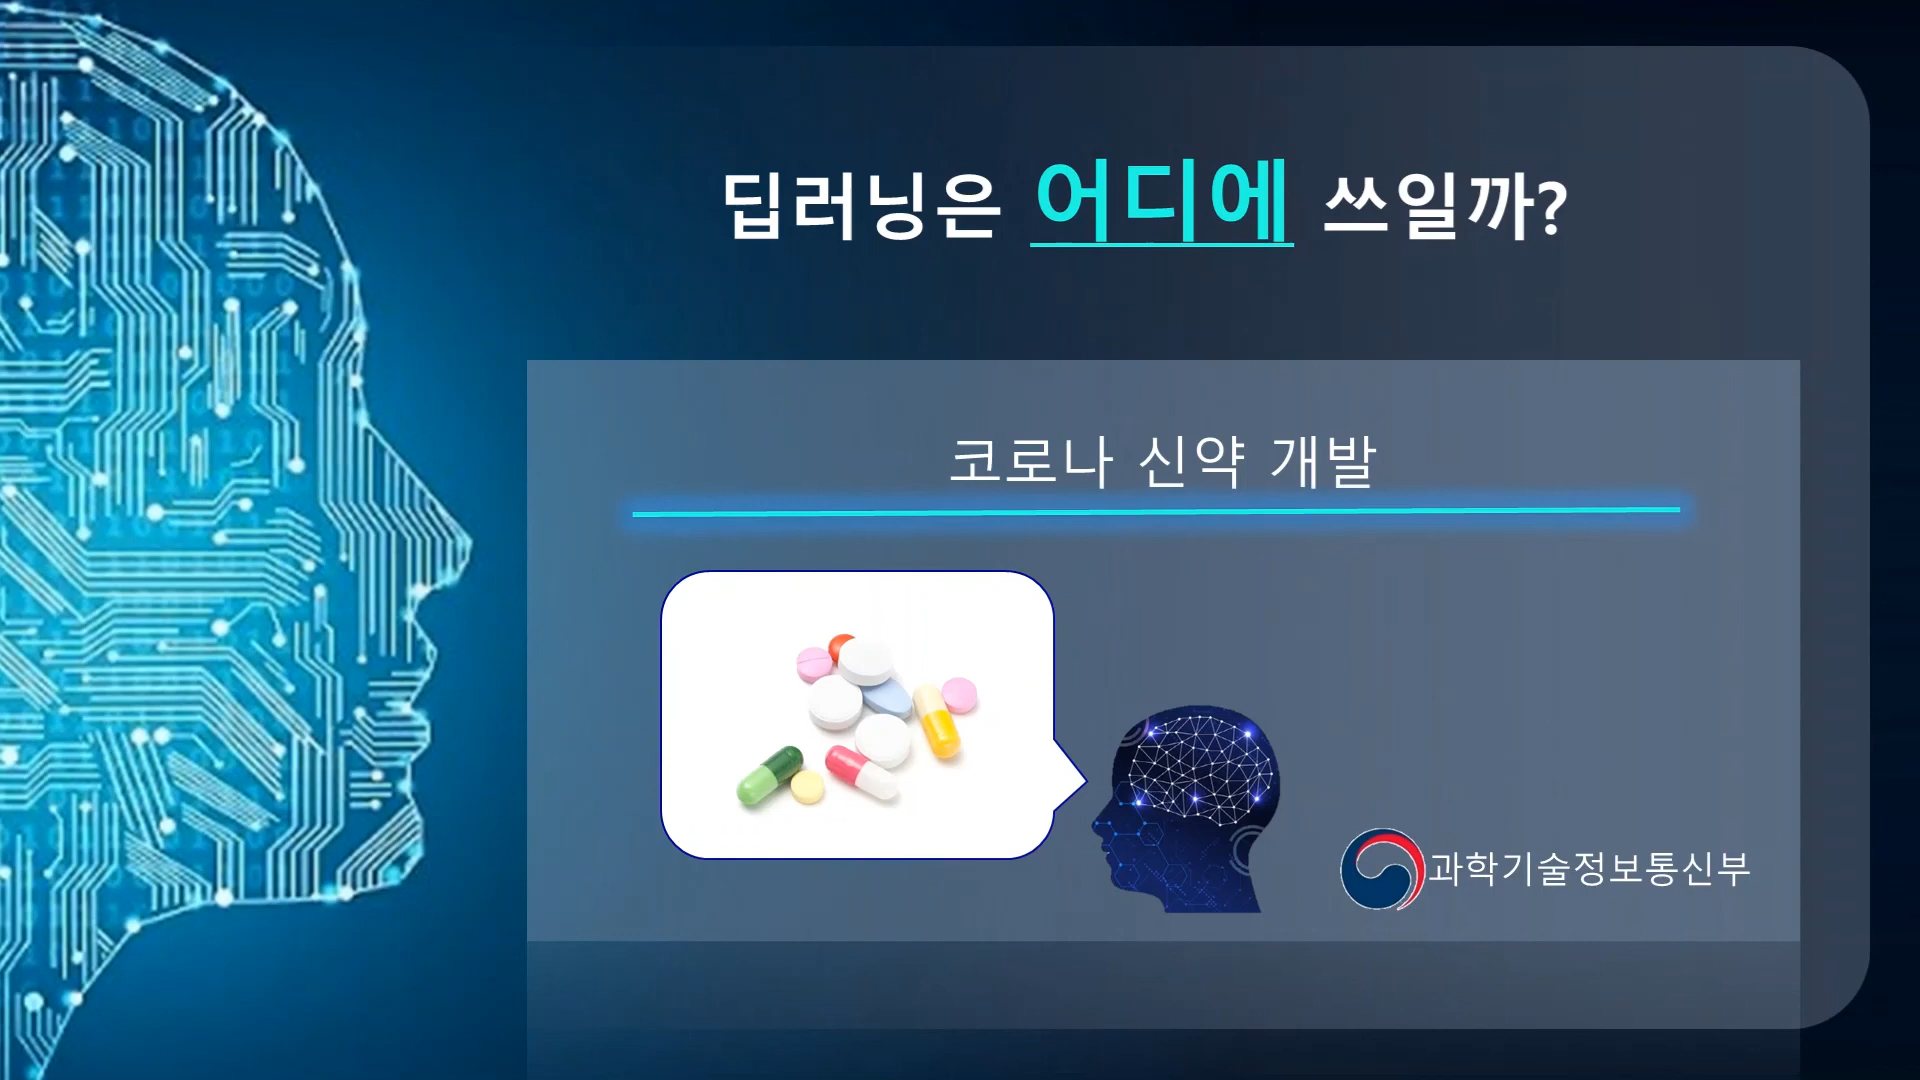 딥러닝은 어디에 쓰일까?
코로나 신약 개발
과학기술정보통신부